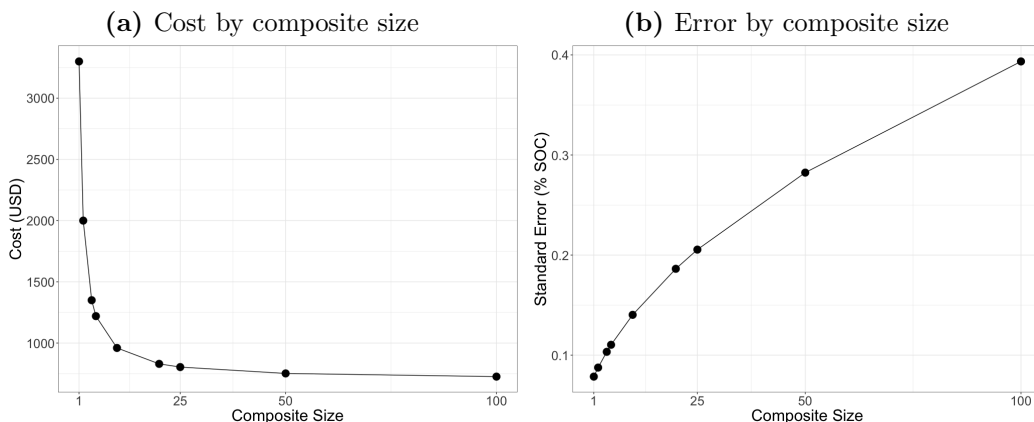 (a) Cost by composite size
Cost (USD)
3000
2500
2000
1500
1000
1 25 50 100
Composite Size
(b) Error by composite size
Standard Error (% SOC)
0.4
0.3
0.2
0.1
1 25 50 100
Composite Size